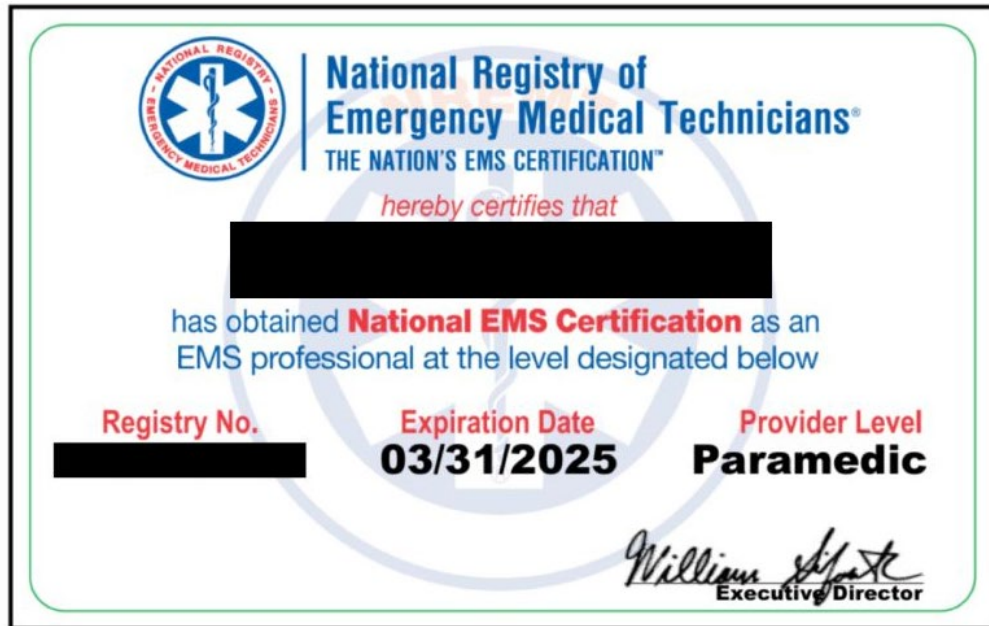 NATIONAL REGISTRY
EMERGENCY MEDICAL TECHNICIANS
National Registry of
Emergency Medical Technicians®
THE NATION'S EMS CERTIFICATION™
hereby certifies that
has obtained National EMS Certification as an
EMS professional at the level designated below
Registry No.
Expiration Date
Provider Level
03/31/2025
Paramedic
William
Executive Director